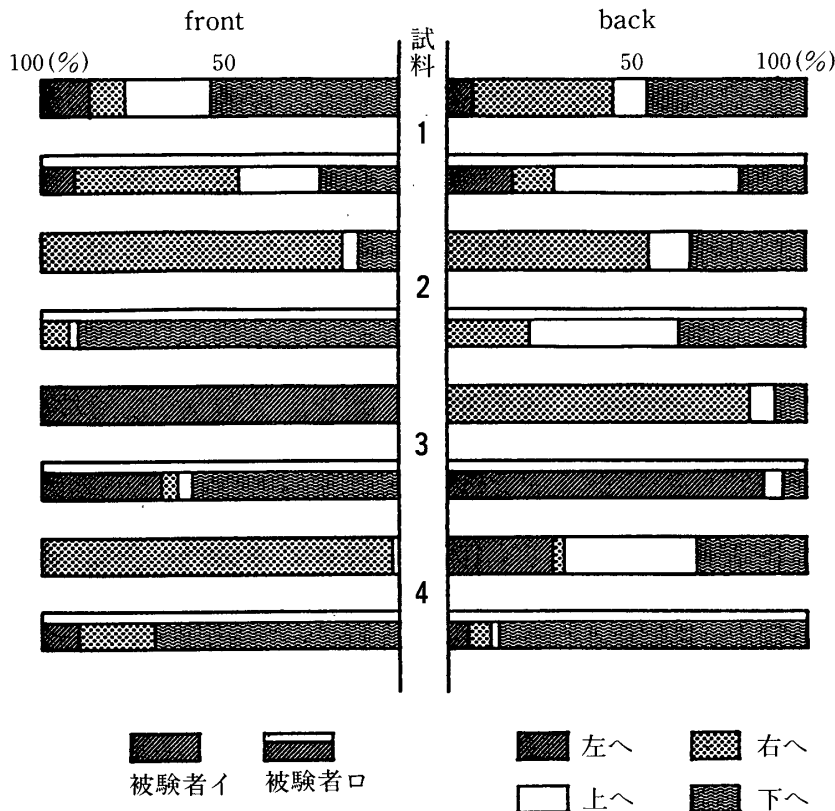 front 試料 back
100(%) 50 50 100(%)
1
2
3
4
被験者イ 被験者ロ
左へ 右へ
上へ 下へ